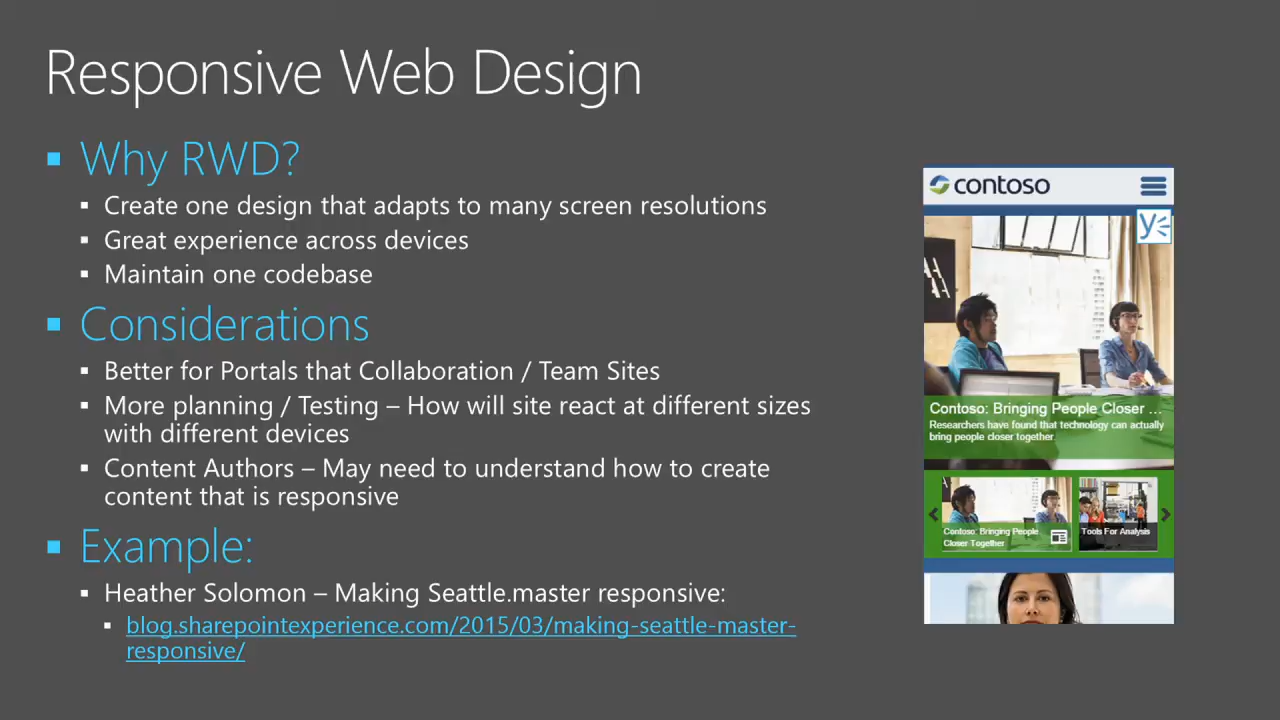 Responsive Web Design
Why RWD?
Create one design that adapts to many screen resolutions
Great experience across devices
Maintain one codebase
Considerations
Better for Portals that Collaboration / Team Sites
More planning / Testing – How will site react at different sizes
with different devices
Content Authors – May need to understand how to create
content that is responsive
Example:
Heather Solomon – Making Seattle.master responsive:
blog.sharepointexperience.com/2015/03/making-seattle-master-
responsive/
contoso
Contoso: Bringing People Closer ...
Researchers have found that technology can actually
bring people closer together.
Contoso: Bringing People
Closer Together
Tools For Analysis